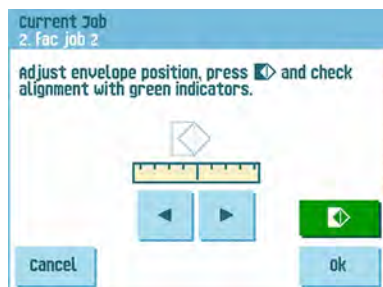 Current Job
2. Fac job 2
Adjust envelope position, press and check
alignment with green indicators.
Cancel
Ok